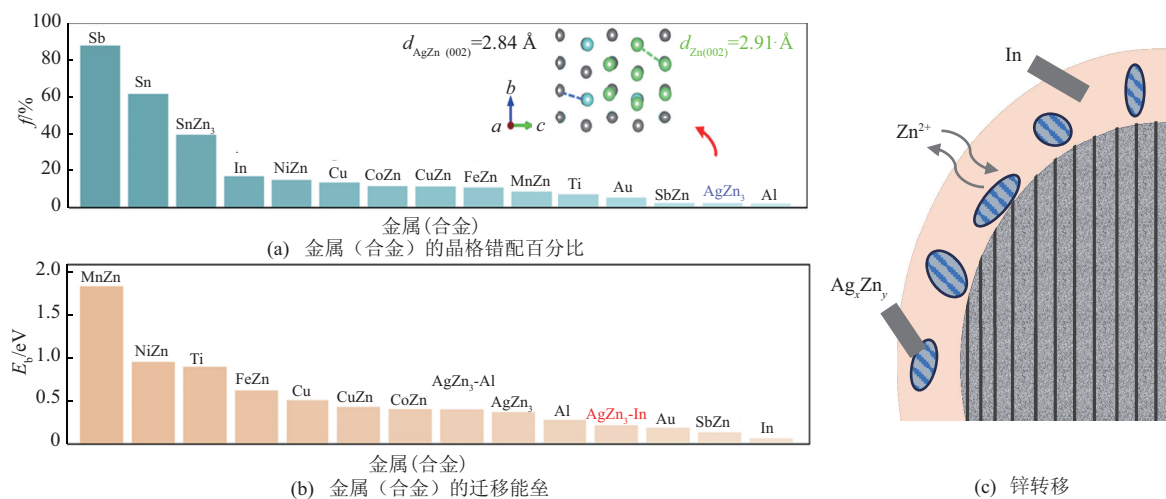 100
80
60
40
20
0
f/%
Sb
Sn
SnZn₃
In
NiZn
Cu
CoZn
CuZn
FeZn
MnZn
Ti
Au
SbZn
AgZn₃
Al
d_AgZn (002)=2.84 Å
d_Zn(002)=2.91·Å
b
a
c
金属(合金)
(a) 金属（合金）的晶格错配百分比
2.0
1.5
1.0
0.5
0
E_b/eV
MnZn
NiZn
Ti
FeZn
Cu
CuZn
CoZn
AgZn₃-Al
AgZn₃
Al
AgZn₃-In
Au
SbZn
In
金属(合金)
(b) 金属（合金）的迁移能垒
In
Zn²⁺
AgₓZn_y
(c) 锌转移